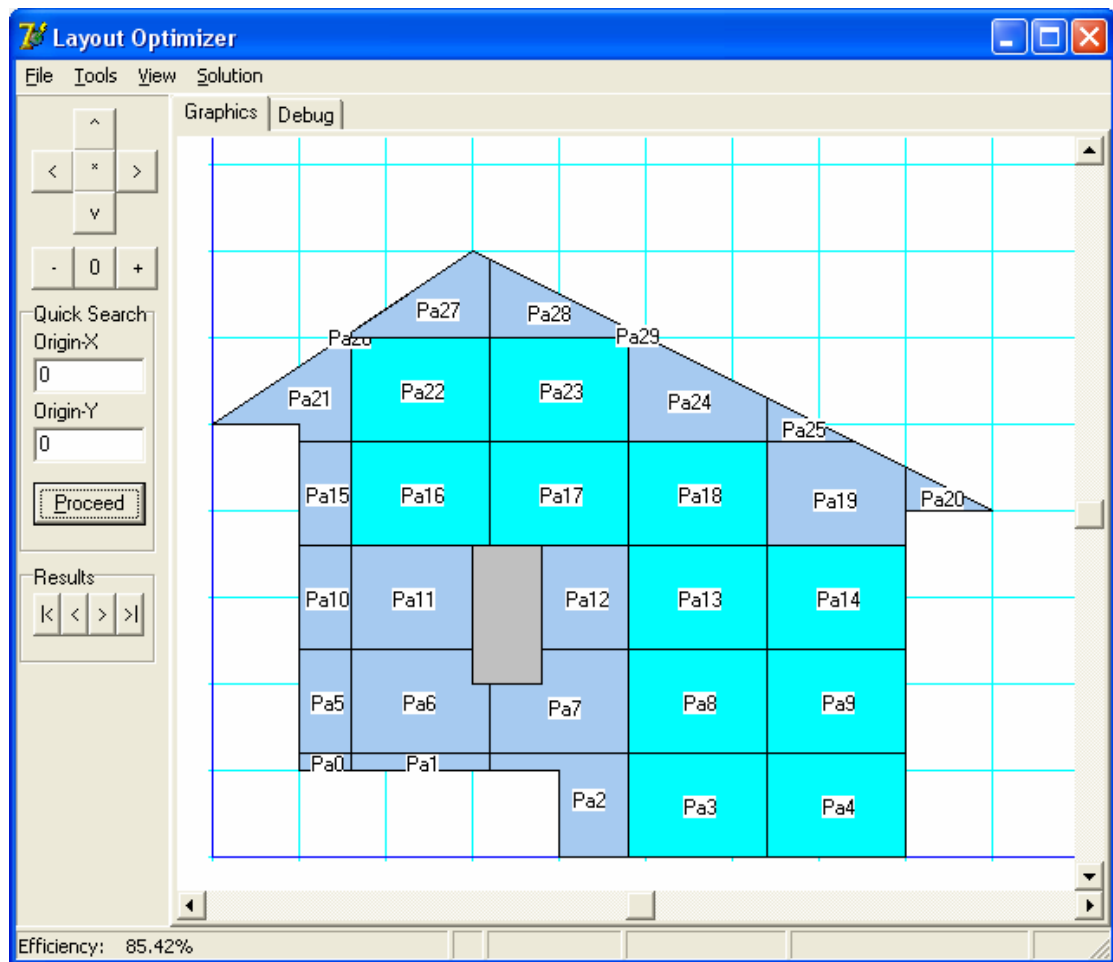 Layout Optimizer
File Tools View Solution
Graphics Debug
^
< * >
v
- 0 +
Quick Search
Origin-X
0
Origin-Y
0
Proceed
Results
|< < > >|
Pa27 Pa28
Pa29
Pa21 Pa22 Pa23 Pa24
Pa25
Pa15 Pa16 Pa17 Pa18 Pa19 Pa20
Pa10 Pa11 Pa12 Pa13 Pa14
Pa5 Pa6 Pa7 Pa8 Pa9
Pa0 Pa1
Pa2 Pa3 Pa4
Efficiency: 85.42%